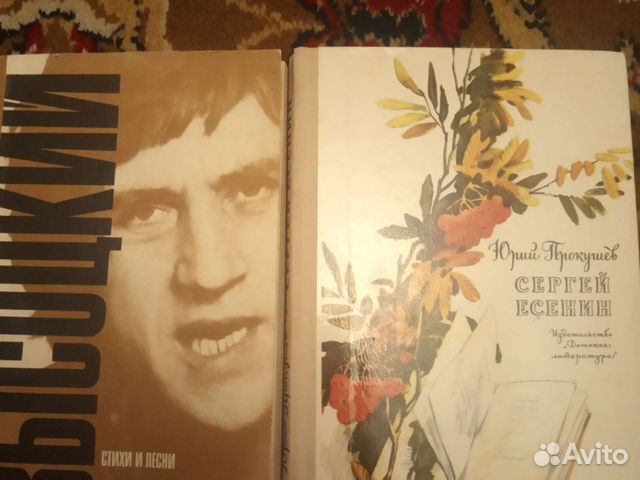 ВЫСОЦКИЙ
СТИХИ И ПЕСНИ
Юрий Прокушев
СЕРГЕЙ
ЕСЕНИН
Издательство
„Детская
литература"
Avito